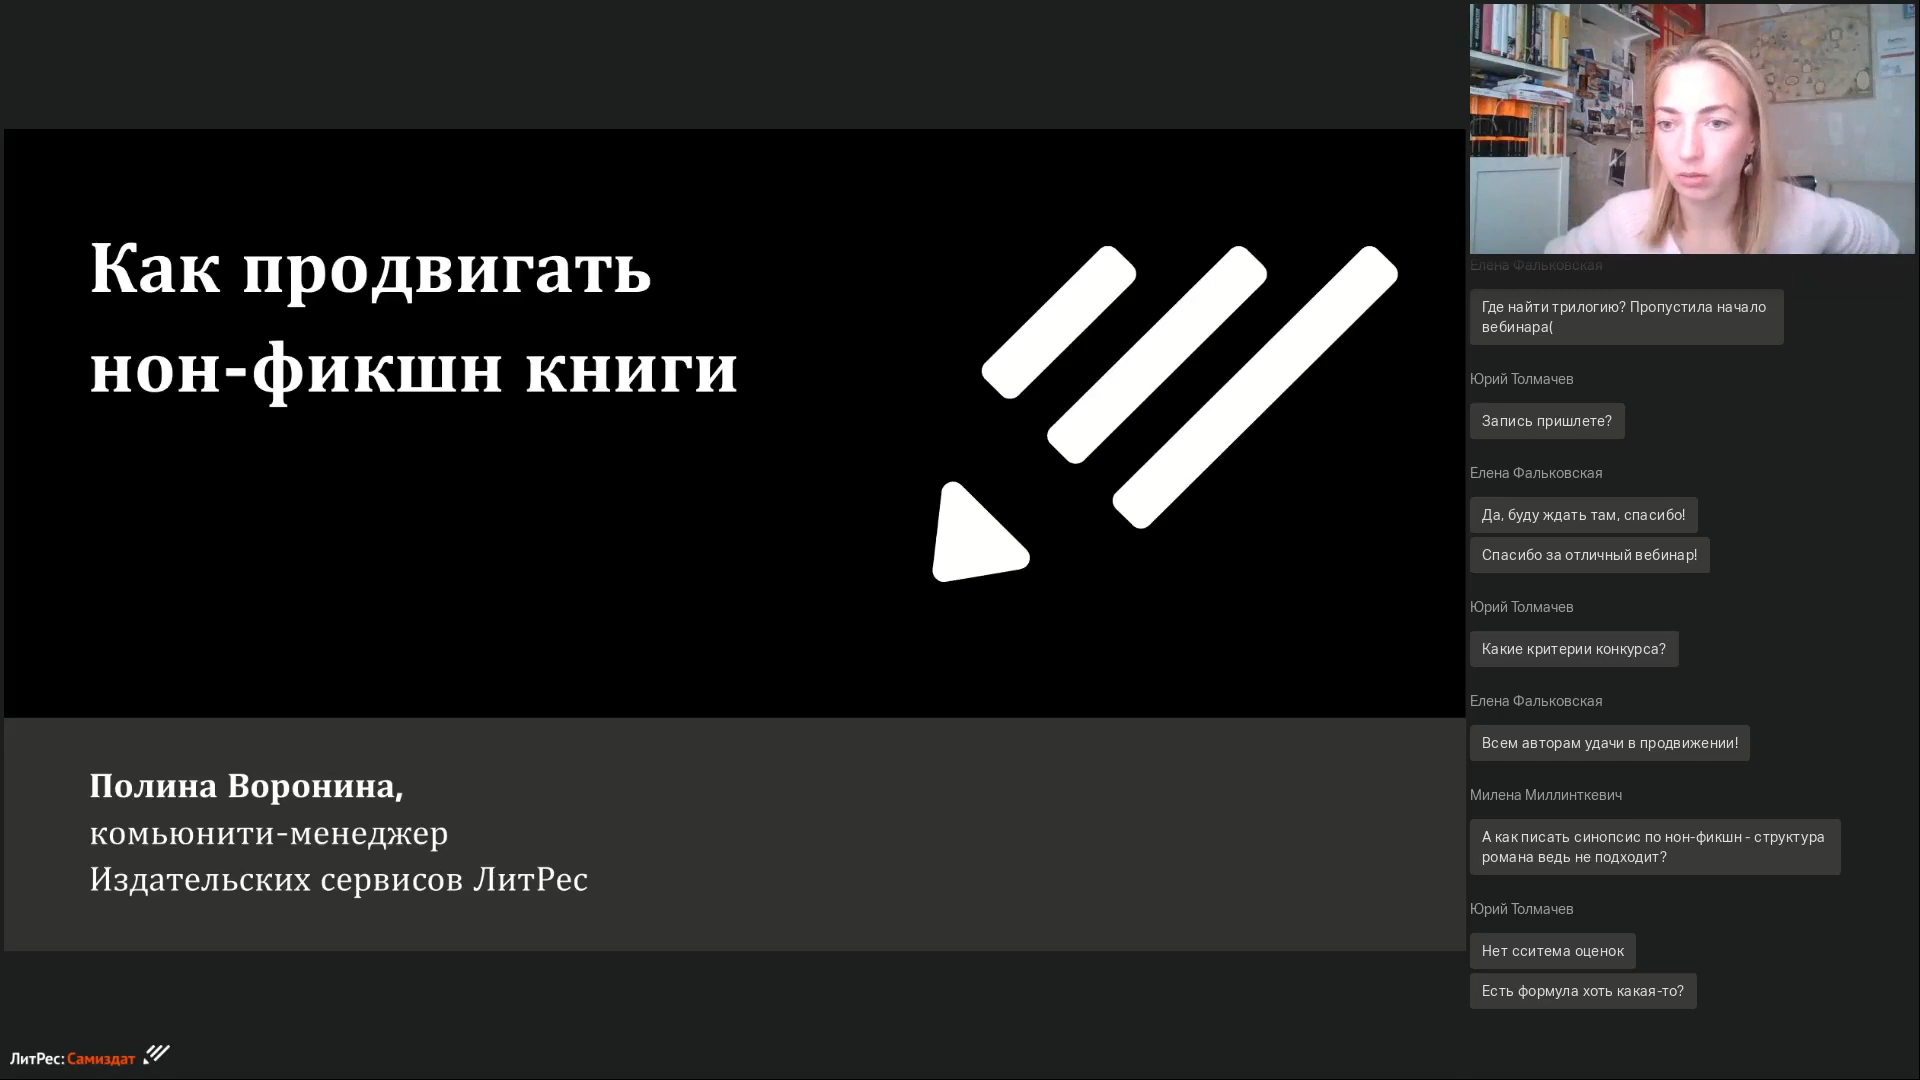 Как продвигать
нон-фикшн книги
Полина Воронина,
комьюнити-менеджер
Издательских сервисов ЛитРес
ЛитРес: Самиздат
Елена Фальковская
Где найти трилогию? Пропустила начало
вебинара(
Юрий Толмачев
Запись пришлете?
Елена Фальковская
Да, буду ждать там, спасибо!
Спасибо за отличный вебинар!
Юрий Толмачев
Какие критерии конкурса?
Елена Фальковская
Всем авторам удачи в продвижении!
Милена Миллинткевич
А как писать синопсис по нон-фикшн - структура
романа ведь не подходит?
Юрий Толмачев
Нет сситема оценок
Есть формула хоть какая-то?